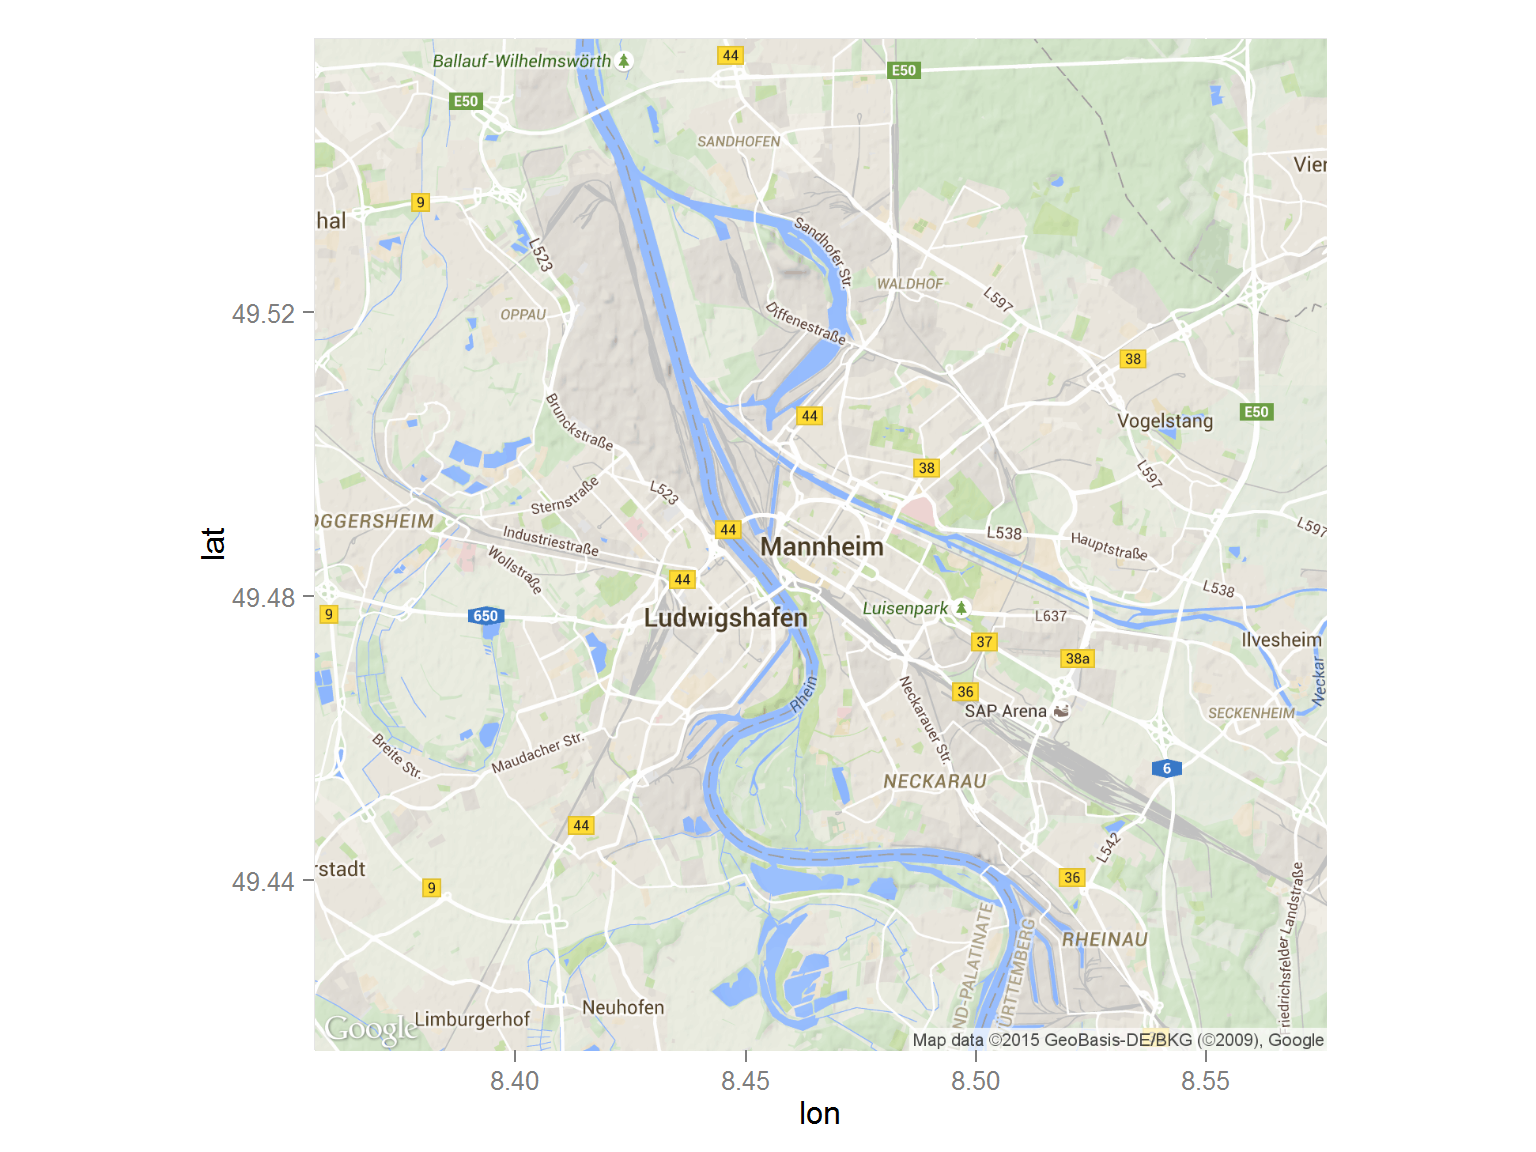 Ballauf-Wilhelmswörth
44
E50
E50
SANDHOFEN
Vier
9
hal
Sandhofer Str.
L523
WALDHOF
L597
49.52
OPPAU
Diffenestraße
38
Brunckstraße
44
E50
Vogelstang
38
L597
Sternstraße
L523
OGGERSHEIM
44
L597
lat
Industriestraße
Mannheim
L538
Hauptstraße
Wollstraße
44
L538
49.48
9
650
Ludwigshafen
Luisenpark
L637
37
Ilvesheim
38a
Neckar
36
Rhein
Neckarauer Str.
SAP Arena
SECKENHEIM
Breite Str.
Maudacher Str.
6
NECKARAU
44
L542
rstadt
49.44
9
36
Friedrichsfelder Landstraße
ND-PALATINATE
ÜRTTEMBERG
RHEINAU
Neuhofen
Limburgerhof
Google
Map data ©2015 GeoBasis-DE/BKG (©2009), Google
8.40
8.45
8.50
8.55
lon